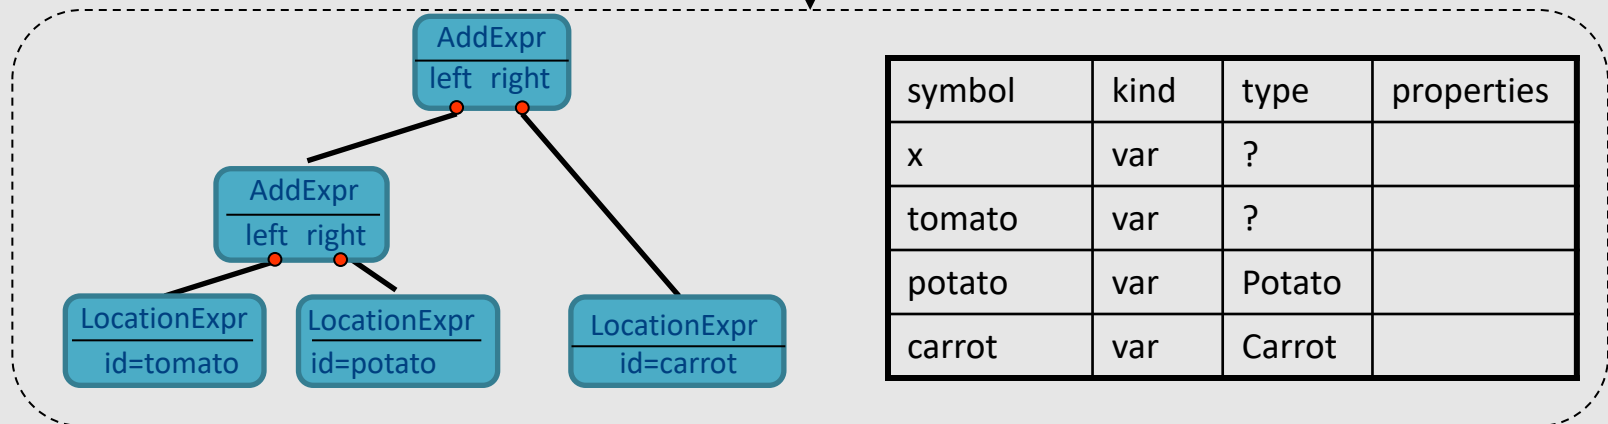 AddExpr
left right
AddExpr
left right
LocationExpr
id=tomato
LocationExpr
id=potato
LocationExpr
id=carrot
symbol kind type properties
x var ?
tomato var ?
potato var Potato
carrot var Carrot